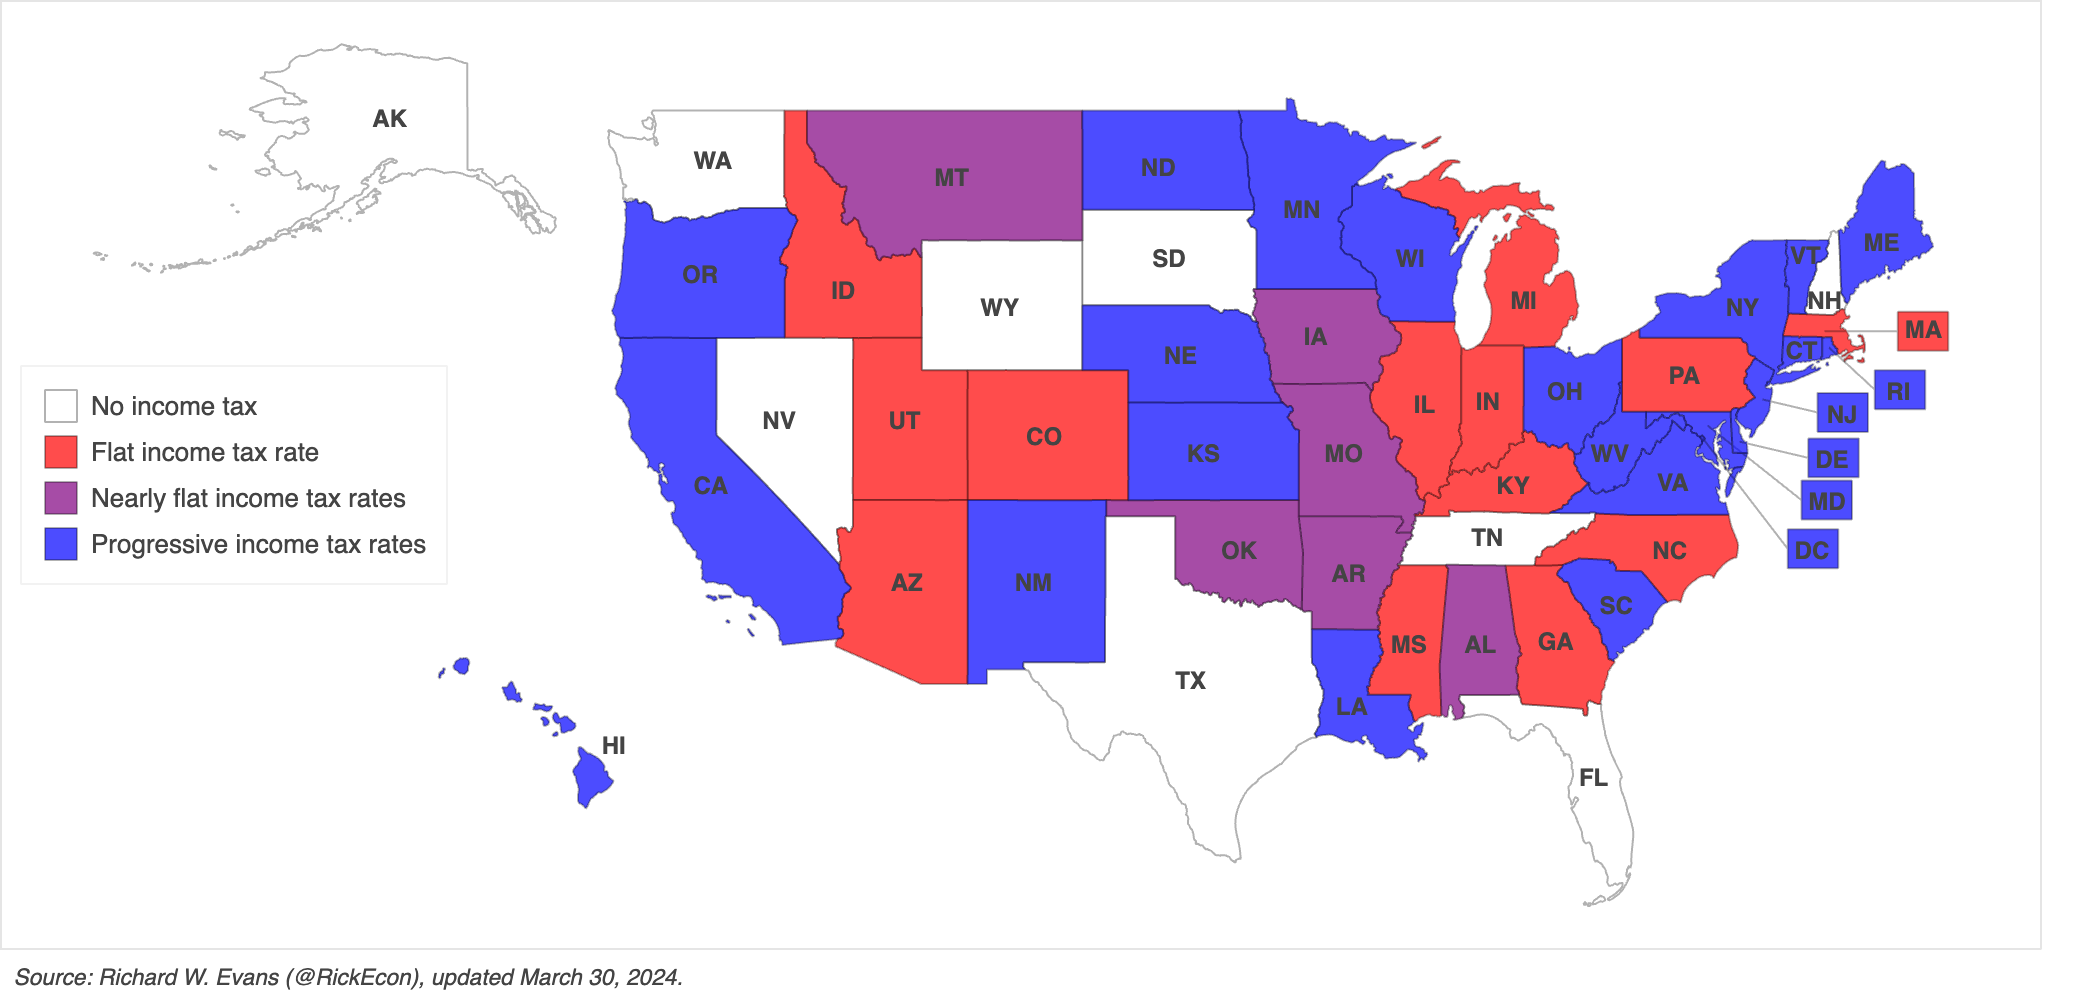 AK
WA
MT
ND
MN
OR
ID
SD
WI
ME
VT
WY
MI
NY
NH
MA
IA
NE
CT
PA
RI
OH
NJ
No income tax
NV
UT
CO
IL
IN
Flat income tax rate
KS
MO
WV
DE
Nearly flat income tax rates
CA
KY
VA
MD
Progressive income tax rates
OK
TN
NC
DC
AZ
NM
AR
SC
MS
AL
GA
TX
LA
HI
FL
Source: Richard W. Evans (@RickEcon), updated March 30, 2024.